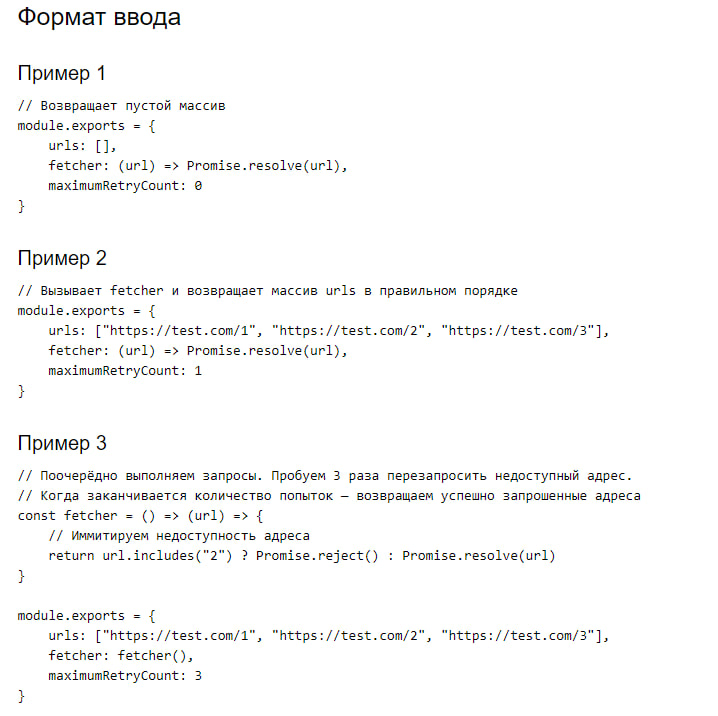 Формат ввода
Пример 1
// Возвращает пустой массив
module.exports = {
    urls: [],
    fetcher: (url) => Promise.resolve(url),
    maximumRetryCount: 0
}
Пример 2
// Вызывает fetcher и возвращает массив urls в правильном порядке
module.exports = {
    urls: ["https://test.com/1", "https://test.com/2", "https://test.com/3"],
    fetcher: (url) => Promise.resolve(url),
    maximumRetryCount: 1
}
Пример 3
// Поочерёдно выполняем запросы. Пробуем 3 раза перезапросить недоступный адрес.
// Когда заканчивается количество попыток — возвращаем успешно запрошенные адреса
const fetcher = () => (url) => {
    // Иммитируем недоступность адреса
    return url.includes("2") ? Promise.reject() : Promise.resolve(url)
}
module.exports = {
    urls: ["https://test.com/1", "https://test.com/2", "https://test.com/3"],
    fetcher: fetcher(),
    maximumRetryCount: 3
}